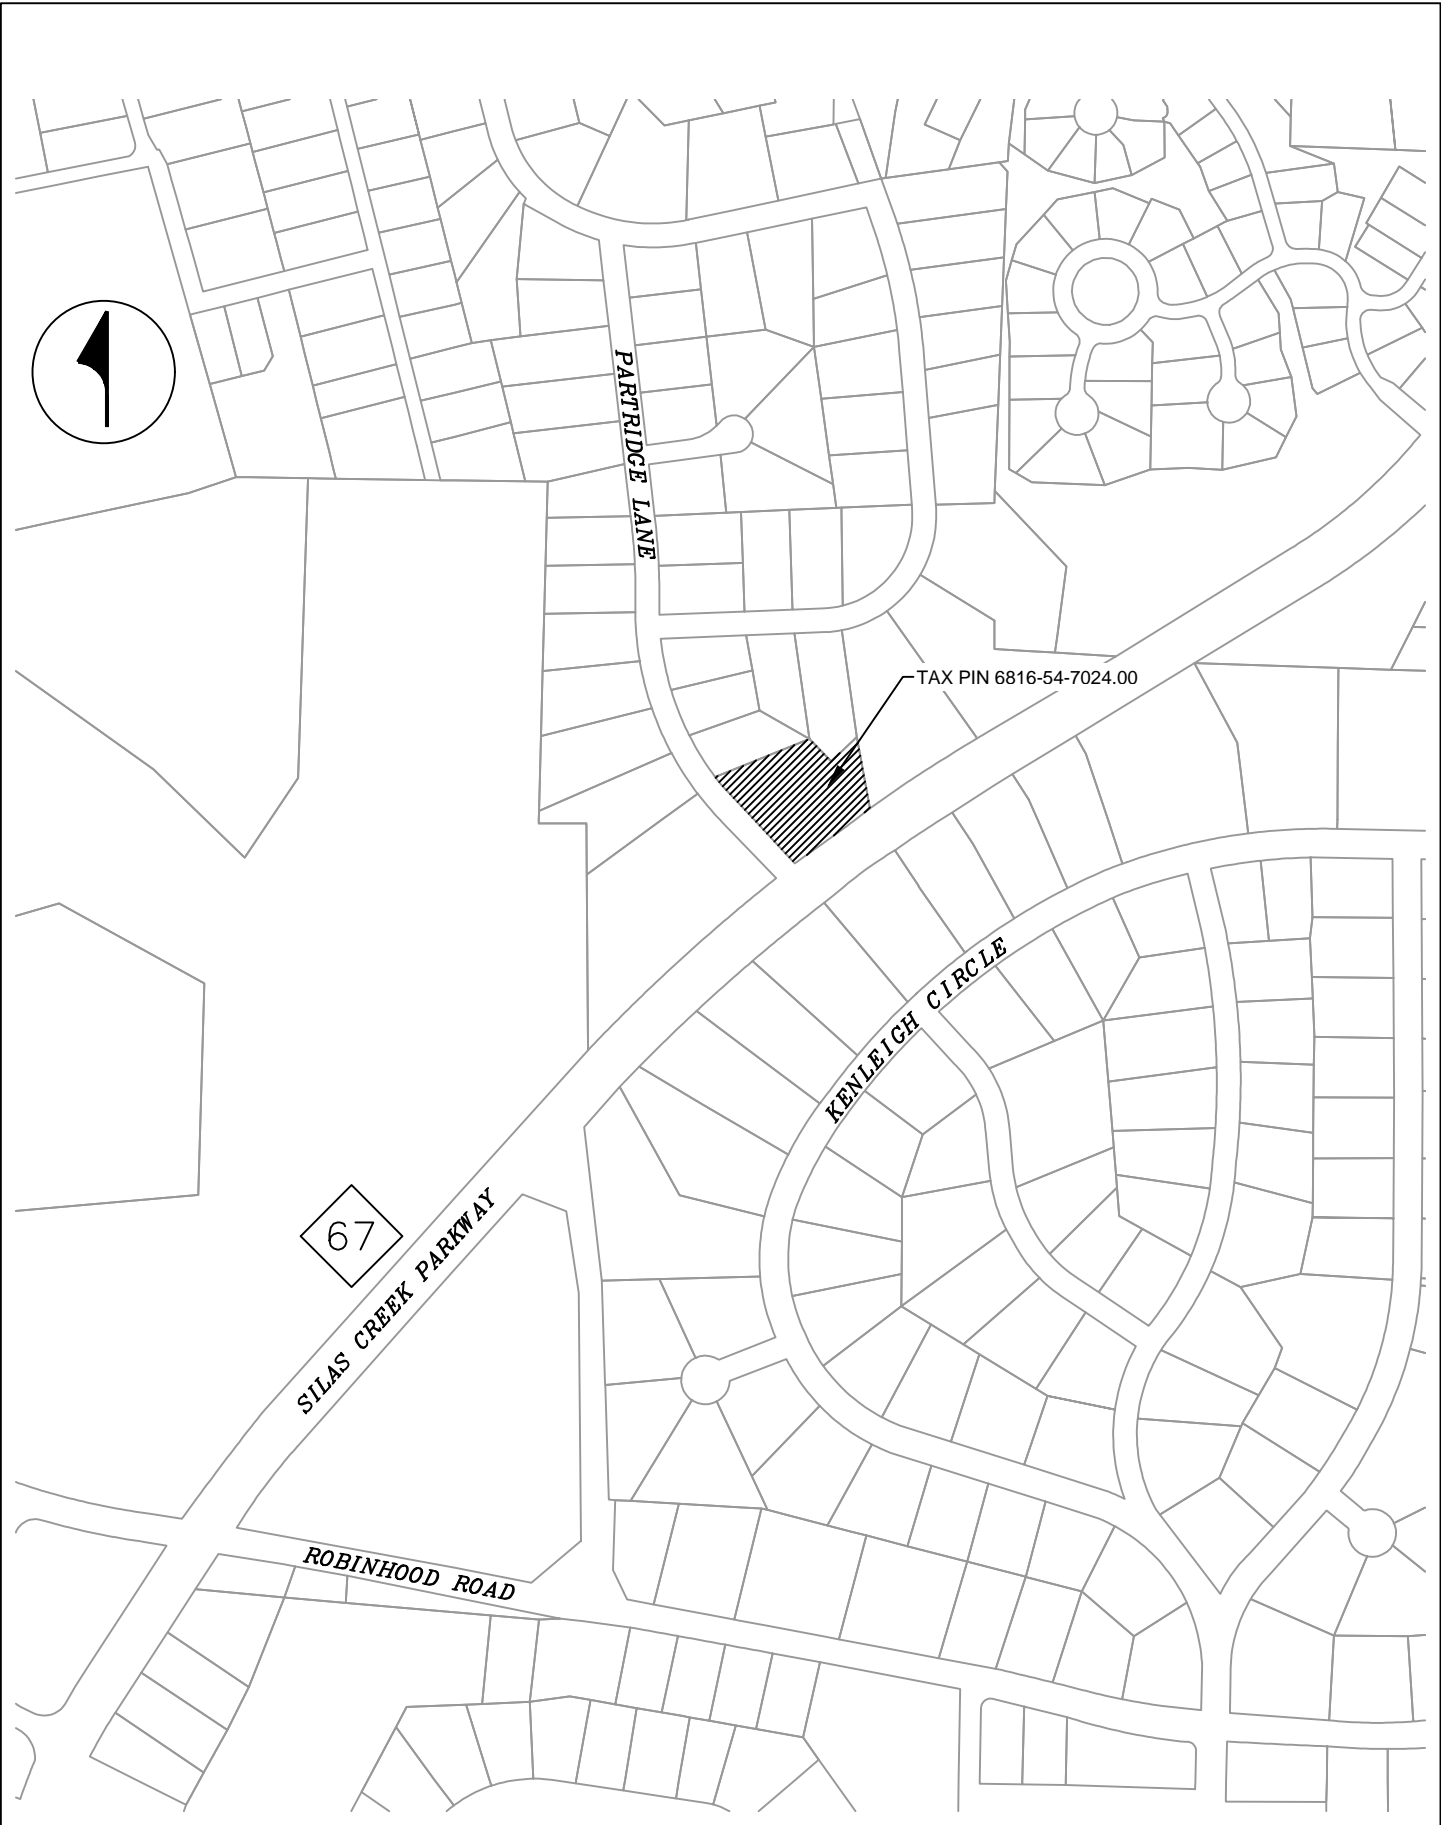 PARTRIDGE LANE
TAX PIN 6816-54-7024.00
KENLEIGH CIRCLE
67
SILAS CREEK PARKWAY
ROBINHOOD ROAD